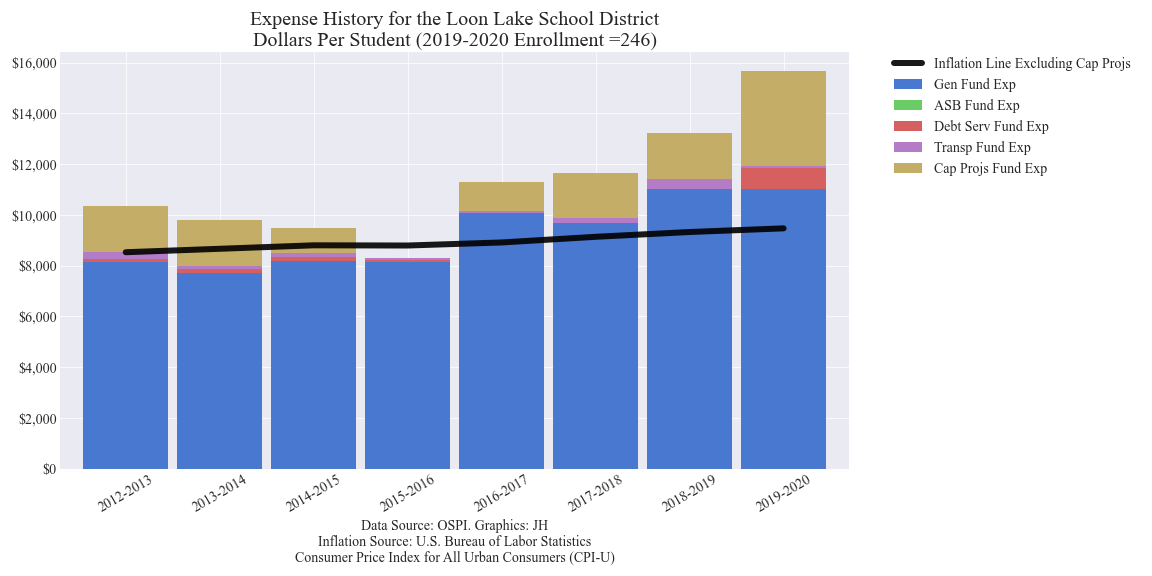 Expense History for the Loon Lake School District
Dollars Per Student (2019-2020 Enrollment =246)
$16,000
$14,000
$12,000
$10,000
$8,000
$6,000
$4,000
$2,000
$0
2012-2013
2013-2014
2014-2015
2015-2016
2016-2017
2017-2018
2018-2019
2019-2020
Data Source: OSPI. Graphics: JH
Inflation Source: U.S. Bureau of Labor Statistics
Consumer Price Index for All Urban Consumers (CPI-U)
Inflation Line Excluding Cap Projs
Gen Fund Exp
ASB Fund Exp
Debt Serv Fund Exp
Transp Fund Exp
Cap Projs Fund Exp